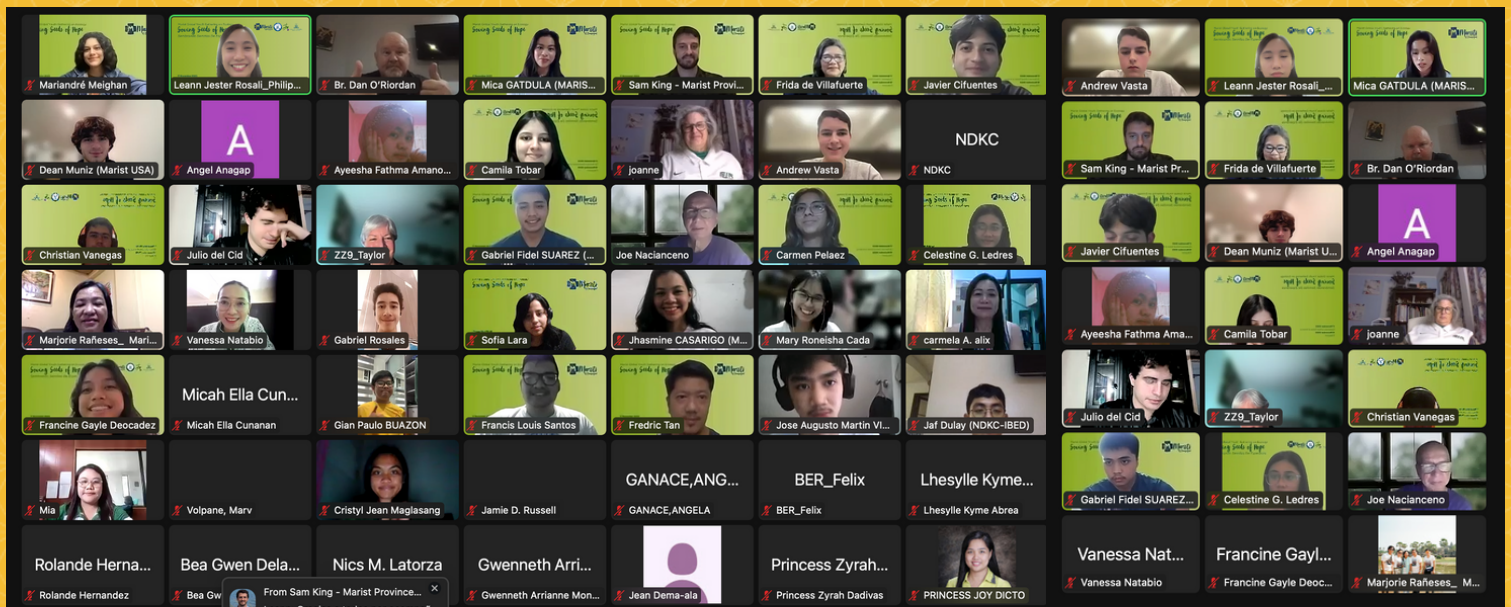 Sowing Seeds of Hope
Mariandré Meighan
Leann Jester Rosali_Philip...
Br. Dan O'Riordan
Mica GATDULA (MARIS...
Sam King - Marist Provi...
Frida de Villafuerte
Javier Cifuentes
Dean Muniz (Marist USA)
A
Angel Anagap
Ayeesha Fathma Amano...
Camila Tobar
joanne
Andrew Vasta
NDKC
NDKC
Christian Vanegas
Julio del Cid
ZZ9_Taylor
Gabriel Fidel SUAREZ (...
Joe Nacianceno
Carmen Pelaez
Celestine G. Ledres
Marjorie Rañeses_ Mari...
Vanessa Natabio
Gabriel Rosales
Sofia Lara
Jhasmine CASARIGO (M...
Mary Roneisha Cada
carmela A. alix
Francine Gayle Deocadez
Micah Ella Cun...
Micah Ella Cunanan
Gian Paulo BUAZON
Francis Louis Santos
Fredric Tan
Jose Augusto Martin Vl...
Jaf Dulay (NDKC-IBED)
Mia
Volpane, Marv
Cristyl Jean Maglasang
Jamie D. Russell
GANACE,ANG...
GANACE,ANGELA
BER_Felix
BER_Felix
Lhesylle Kyme...
Lhesylle Kyme Abrea
Rolande Herna...
Rolande Hernandez
Bea Gwen Dela...
Bea Gw
Nics M. Latorza
From Sam King - Marist Province...
Gwenneth Arri...
Gwenneth Arrianne Mon...
Jean Dema-ala
Princess Zyrah...
Princess Zyrah Dadivas
PRINCESS JOY DICTO
Andrew Vasta
Leann Jester Rosali_...
Mica GATDULA (MARIS...
Sam King - Marist Pr...
Frida de Villafuerte
Br. Dan O'Riordan
Javier Cifuentes
Dean Muniz (Marist U...
A
Angel Anagap
Ayeesha Fathma Ama...
Camila Tobar
joanne
Julio del Cid
ZZ9_Taylor
Christian Vanegas
Gabriel Fidel SUAREZ...
Celestine G. Ledres
Joe Nacianceno
Vanessa Nat...
Vanessa Natabio
Francine Gayl...
Francine Gayle Deoc...
Marjorie Rañeses_ M...